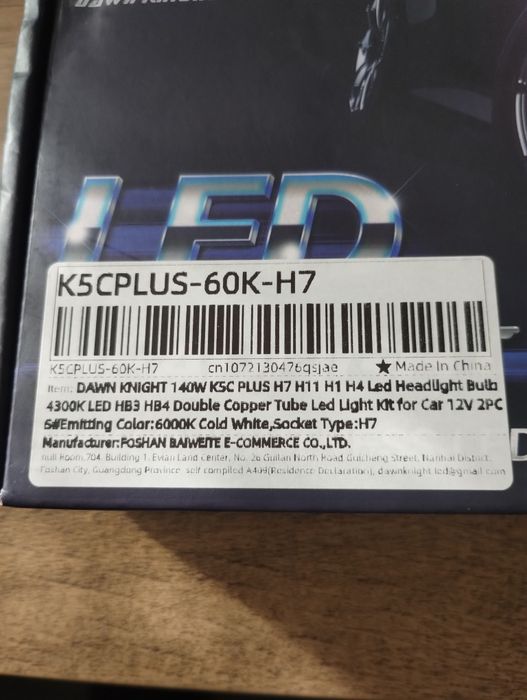 LED
K5CPLUS-60K-H7
K5CPLUS-60K-H7 cn1072130476qsjae ★Made In China
Item: DAWN KNIGHT 140W K5C PLUS H7 H11 H1 H4 Led Headlight Bulb
4300K LED HB3 HB4 Double Copper Tube Led Light Kit for Car 12V 2PC
S#Emitting Color:6000K Cold White,Socket Type:H7
Manufacturer:FOSHAN BAIWEITE E-COMMERCE CO.,LTD.
null Room 704, Building 1, Evian Land Center, No. 26 Guilan North Road, Guicheng Street, Nanhai District,
Foshan City, Guangdong Province, self compiled A409(Residence Declaration), dawnknight.led@gmail.com